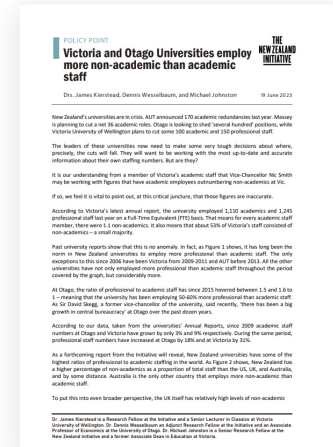 POLICY POINT
Victoria and Otago Universities employ
more non-academic than academic
staff
THE
NEW ZEALAND
INITIATIVE
Drs. James Kierstead, Dennis Wesselbaum, and Michael Johnston 19 June 2023
New Zealand's universities are in crisis. AUT announced 170 academic redundancies last year. Massey
is planning to cut a net 36 academic roles. Otago is looking to shed 'several hundred' positions, while
Victoria University of Wellington plans to cut some 100 academic and 150 professional staff.
The leaders of these universities now need to make some very tough decisions about where,
precisely, the cuts will fall. They will want to be working with the most up-to-date and accurate
information about their own staffing numbers. But are they?
It is our understanding from a member of Victoria's academic staff that Vice-Chancellor Nic Smith
may be working with figures that have academic employees outnumbering non-academics at Vic.
If so, we feel it is vital to point out, at this critical juncture, that those figures are inaccurate.
According to Victoria's latest annual report, the university employed 1,110 academics and 1,245
professional staff last year on a Full-Time Equivalent (FTE) basis. That means for every academic staff
member, there were 1.1 non-academics. It also means that about 53% of Victoria's staff consisted of
non-academics – a small majority.
Past university reports show that this is no anomaly. In fact, as Figure 1 shows, it has long been the
norm in New Zealand universities to employ more professional than academic staff. The only
exceptions to this since 2006 have been Victoria from 2009-2011 and AUT before 2013. All the other
universities have not only employed more professional than academic staff throughout the period
covered by the graph, but considerably more.
At Otago, the ratio of professional to academic staff has since 2015 hovered between 1.5 and 1.6 to
1 – meaning that the university has been employing 50-60% more professional than academic staff.
As Sir David Skegg, a former vice-chancellor of the university, said recently, 'there has been a big
growth in central bureaucracy' at Otago over the past dozen years.
According to our data, taken from the universities' Annual Reports, since 2009 academic staff
numbers at Otago and Victoria have grown by only 3% and 9% respectively. During the same period,
professional staff numbers have increased at Otago by 18% and at Victoria by 31%.
As a forthcoming report from the Initiative will reveal, New Zealand universities have some of the
highest ratios of professional to academic staffing in the world. As Figure 2 shows, New Zealand has
a higher percentage of non-academics as a proportion of total staff than the US, UK, and Australia,
and by some distance. Australia is the only other country that employs more non-academic than
academic staff.
To put this into even broader perspective, the UK itself has relatively high levels of non-academic
Dr. James Kierstead is a Research Fellow at the Initiative and a Senior Lecturer in Classics at Victoria
University of Wellington. Dr. Dennis Wesselbaum an Adjunct Research Fellow at the Initiative and an Associate
Professor of Economics at the University of Otago. Dr. Michael Johnston is a Senior Research Fellow at the
New Zealand Initiative and a former Associate Dean in Education at Victoria.